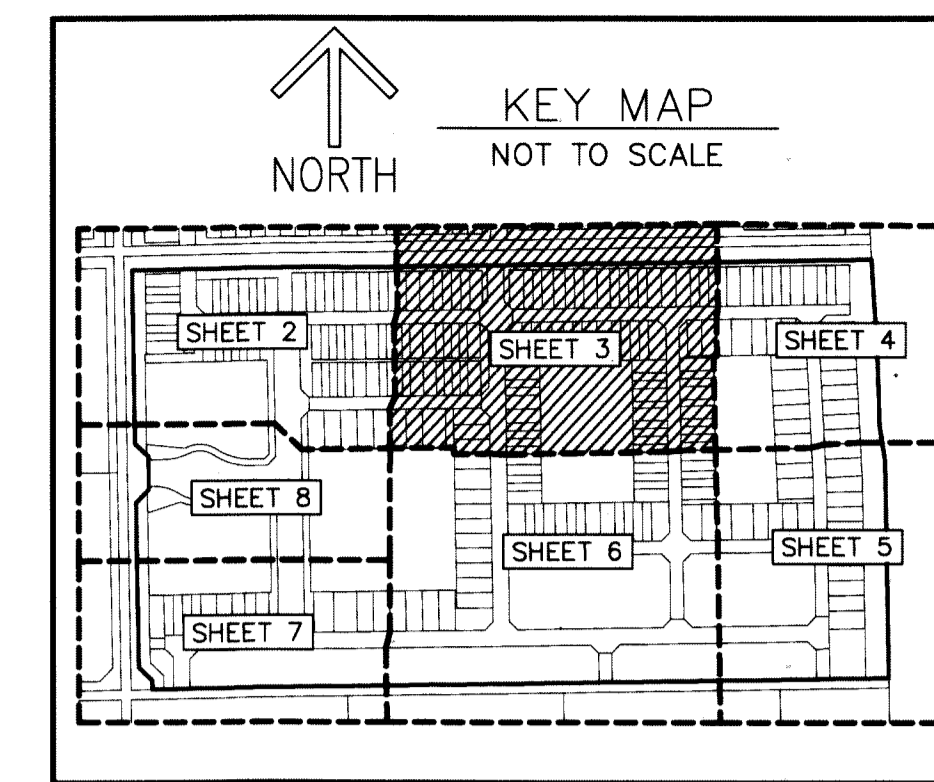 KEY MAP
NOT TO SCALE
NORTH
SHEET 2
SHEET 3
SHEET 4
SHEET 8
SHEET 6
SHEET 5
SHEET 7